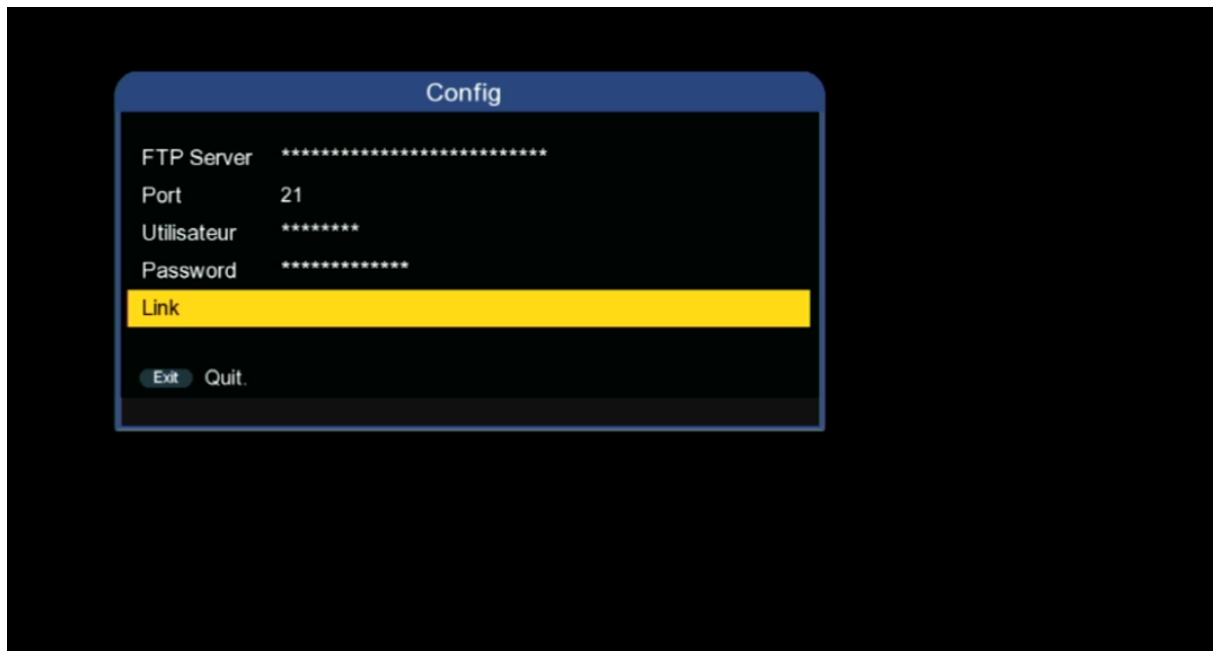 Config
FTP Server ***************************
Port 21
Utilisateur ********
Password *************
Link
Exit Quit.